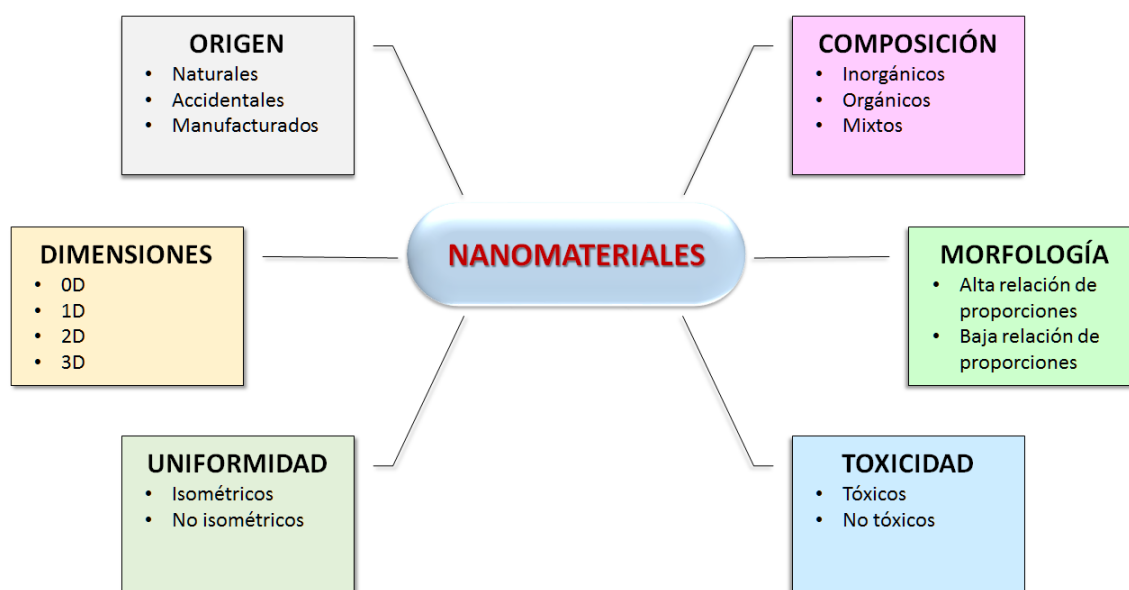 ORIGEN
• Naturales
• Accidentales
• Manufacturados
COMPOSICIÓN
• Inorgánicos
• Orgánicos
• Mixtos
NANOMATERIALES
DIMENSIONES
• 0D
• 1D
• 2D
• 3D
MORFOLOGÍA
• Alta relación de
proporciones
• Baja relación de
proporciones
UNIFORMIDAD
• Isométricos
• No isométricos
TOXICIDAD
• Tóxicos
• No tóxicos